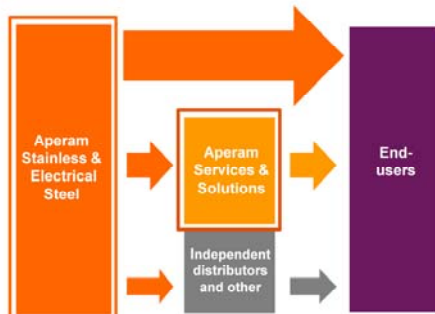 Aperam
Stainless &
Electrical
Steel
Aperam
Services &
Solutions
Independent
distributors
and other
End-
users